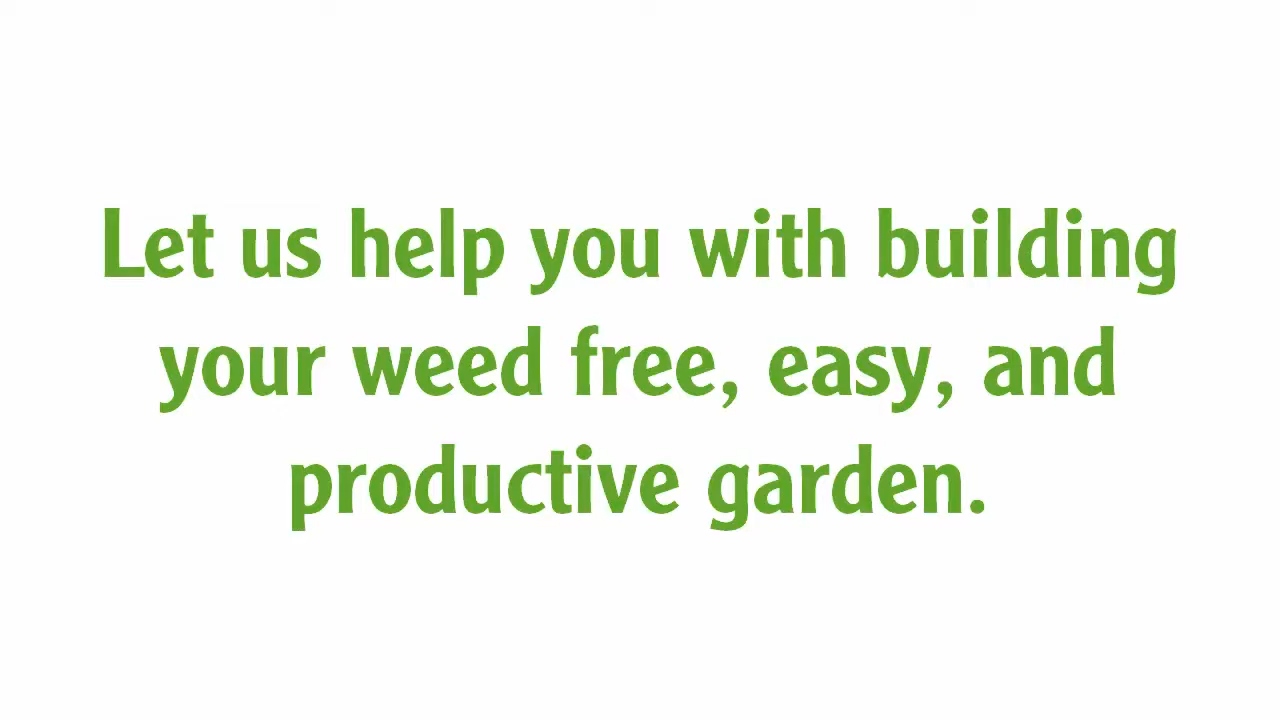 Let us help you with building
your weed free, easy, and
productive garden.